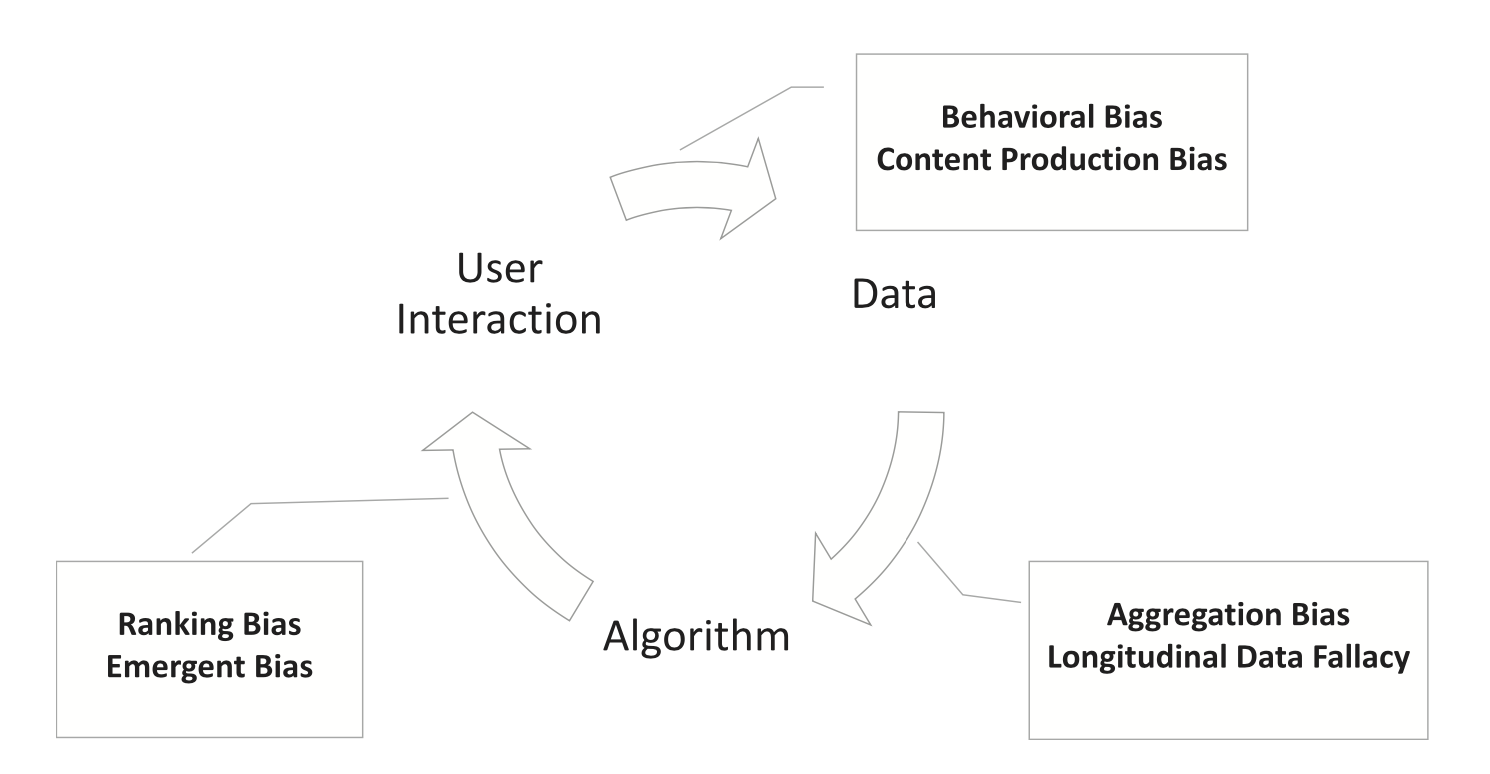 Behavioral Bias
Content Production Bias
User
Interaction
Data
Ranking Bias
Emergent Bias
Algorithm
Aggregation Bias
Longitudinal Data Fallacy